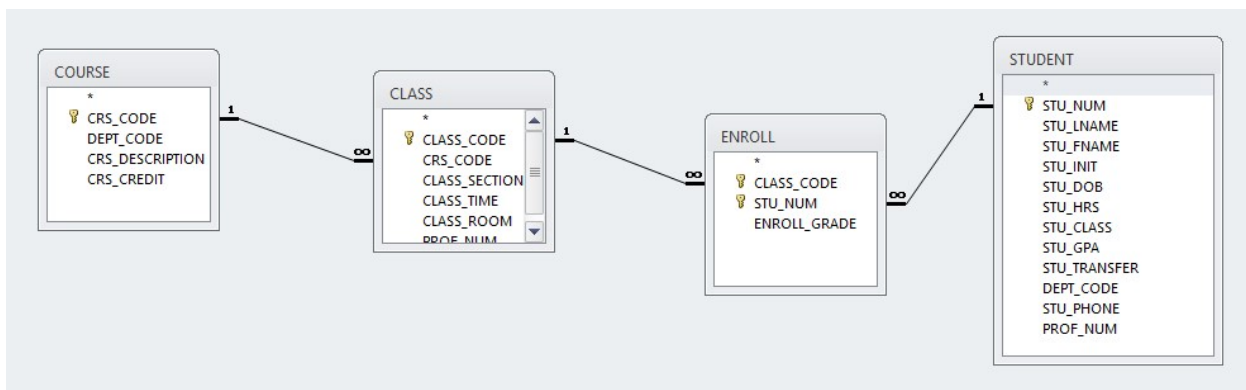 COURSE
*
CRS_CODE
DEPT_CODE
CRS_DESCRIPTION
CRS_CREDIT
1
∞
CLASS
*
CLASS_CODE
CRS_CODE
CLASS_SECTION
CLASS_TIME
CLASS_ROOM
PROF_NUM
1
∞
ENROLL
*
CLASS_CODE
STU_NUM
ENROLL_GRADE
∞
1
STUDENT
*
STU_NUM
STU_LNAME
STU_FNAME
STU_INIT
STU_DOB
STU_HRS
STU_CLASS
STU_GPA
STU_TRANSFER
DEPT_CODE
STU_PHONE
PROF_NUM